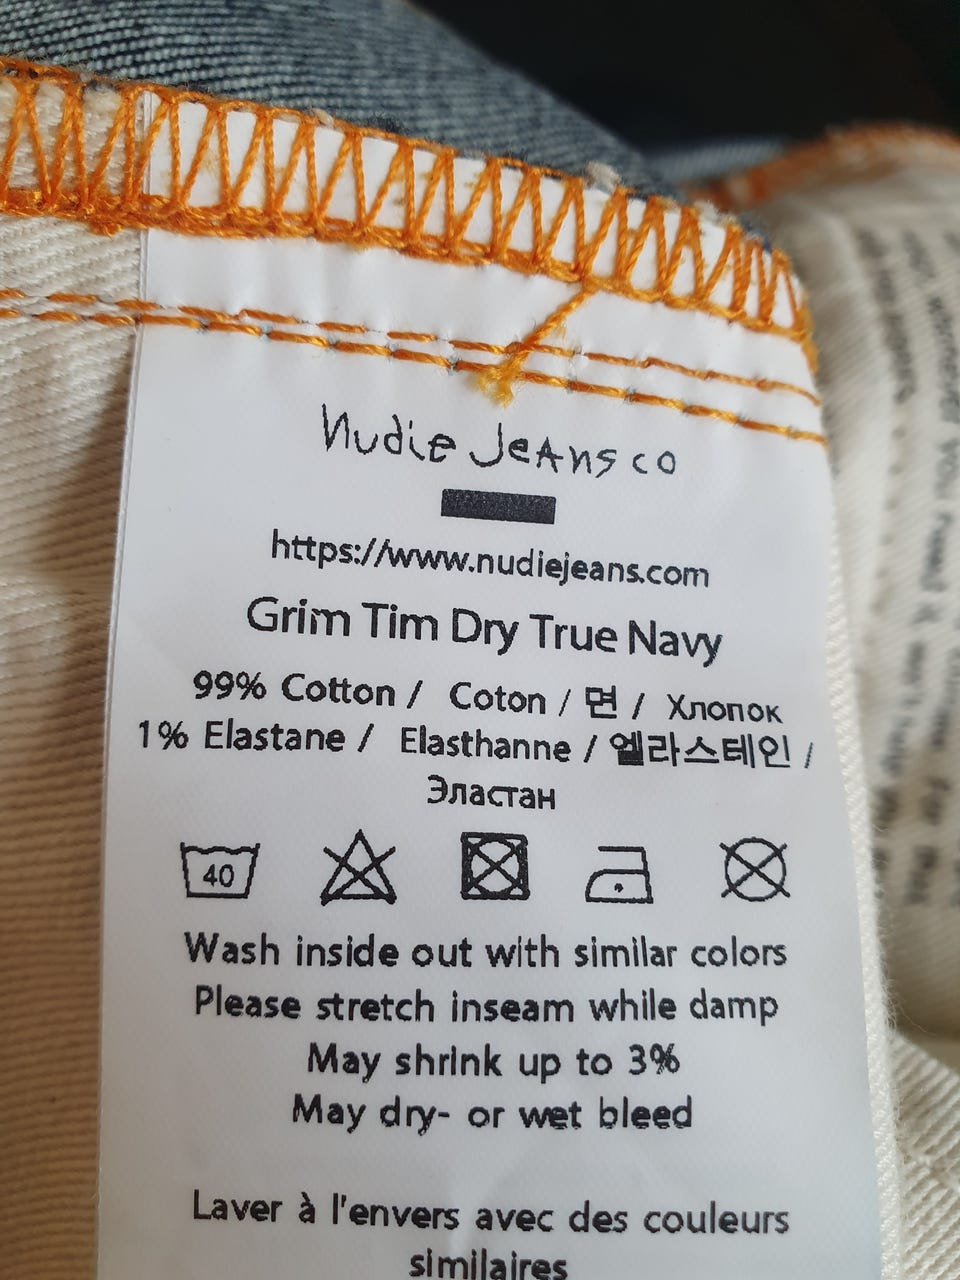 Nudie Jeans co
https://www.nudiejeans.com
Grim Tim Dry True Navy
99% Cotton / Coton / 면 / Хлопок
1% Elastane / Elasthanne / 엘라스테인 /
Эластан
40
Wash inside out with similar colors
Please stretch inseam while damp
May shrink up to 3%
May dry- or wet bleed
Laver à l'envers avec des couleurs
similaires